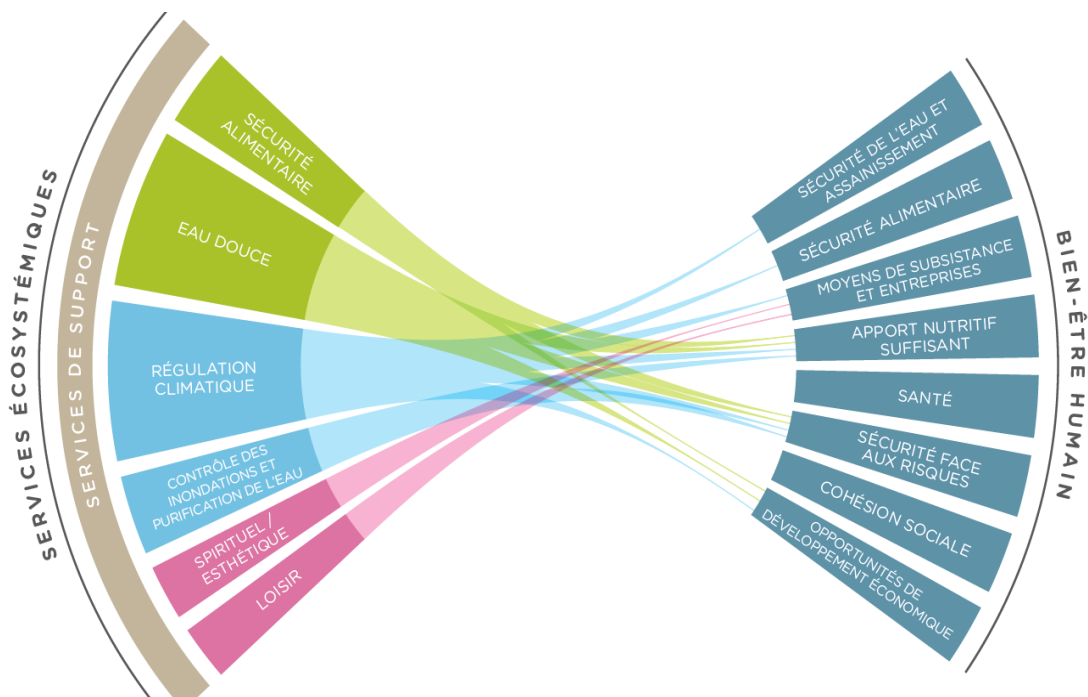 SERVICES ÉCOSYSTÉMIQUES
SERVICES DE SUPPORT
SÉCURITÉ
ALIMENTAIRE
EAU DOUCE
RÉGULATION
CLIMATIQUE
CONTRÔLE DES
INONDATIONS ET
PURIFICATION DE L'EAU
SPIRITUEL /
ESTHÉTIQUE
LOISIR
SÉCURITÉ DE L'EAU ET
ASSAINISSEMENT
SÉCURITÉ ALIMENTAIRE
MOYENS DE SUBSISTANCE
ET ENTREPRISES
APPORT NUTRITIF
SUFFISANT
SANTÉ
SÉCURITÉ FACE
AUX RISQUES
COHÉSION SOCIALE
OPPORTUNITÉS DE
DÉVELOPPEMENT ÉCONOMIQUE
BIEN-ÊTRE HUMAIN